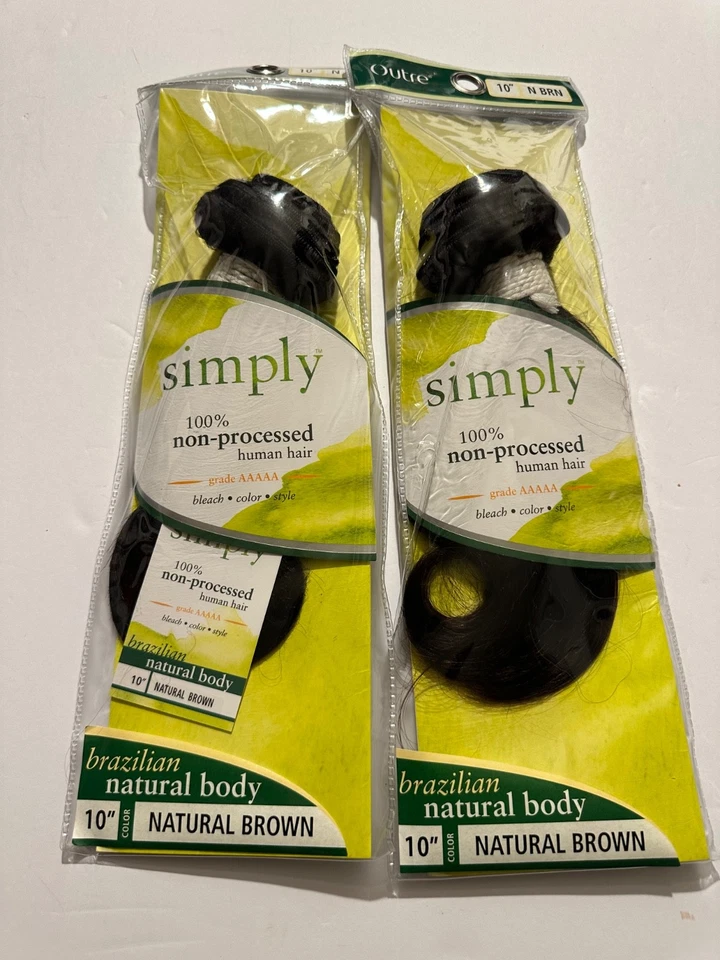 10" N
simply™
100%
non-processed
human hair
grade AAAAA
bleach • color • style
simply
100%
non-processed
human hair
grade AAAAA
bleach • color • style
brazilian
natural body
10" NATURAL BROWN
brazilian
natural body
10" COLOR NATURAL BROWN
Outre 10" N BRN
simply™
100%
non-processed
human hair
grade AAAAA
bleach • color • style
brazilian
natural body
10" COLOR NATURAL BROWN